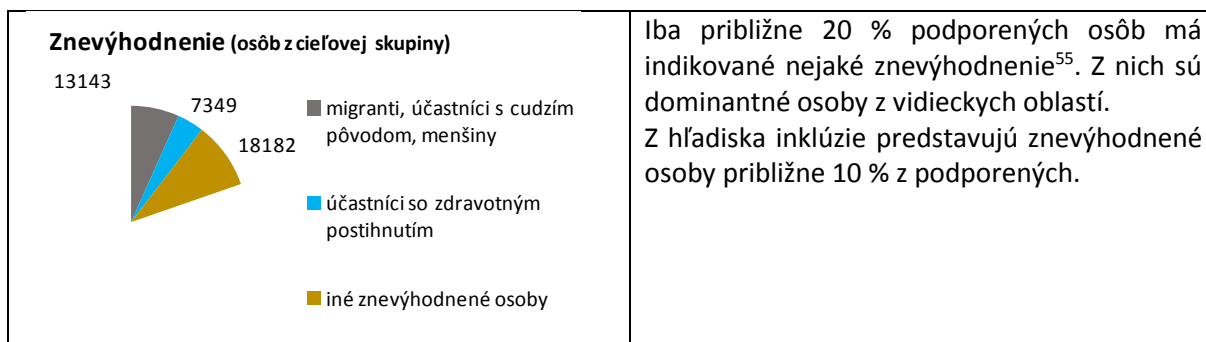 Znevýhodnenie (osôb z cieľovej skupiny)
13143
7349
18182
migranti, účastníci s cudzím
pôvodom, menšiny
účastníci so zdravotným
postihnutím
iné znevýhodnené osoby
Iba približne 20 % podporených osôb má
indikované nejaké znevýhodnenie55. Z nich sú
dominantné osoby z vidieckych oblastí.
Z hľadiska inklúzie predstavujú znevýhodnené
osoby približne 10 % z podporených.